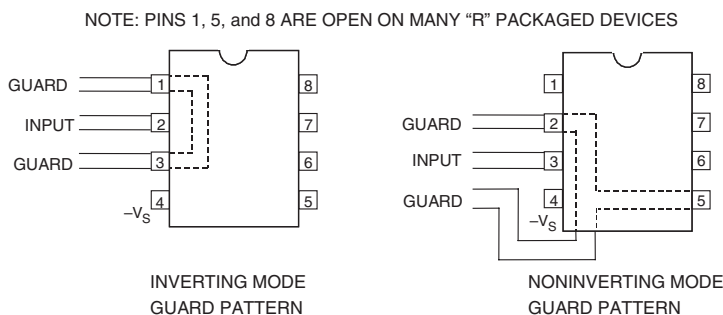 NOTE: PINS 1, 5, and 8 ARE OPEN ON MANY “R” PACKAGED DEVICES
GUARD
INPUT
GUARD
1
2
3
4
–VS
8
7
6
5
INVERTING MODE
GUARD PATTERN
GUARD
INPUT
GUARD
1
2
3
4
–VS
8
7
6
5
NONINVERTING MODE
GUARD PATTERN